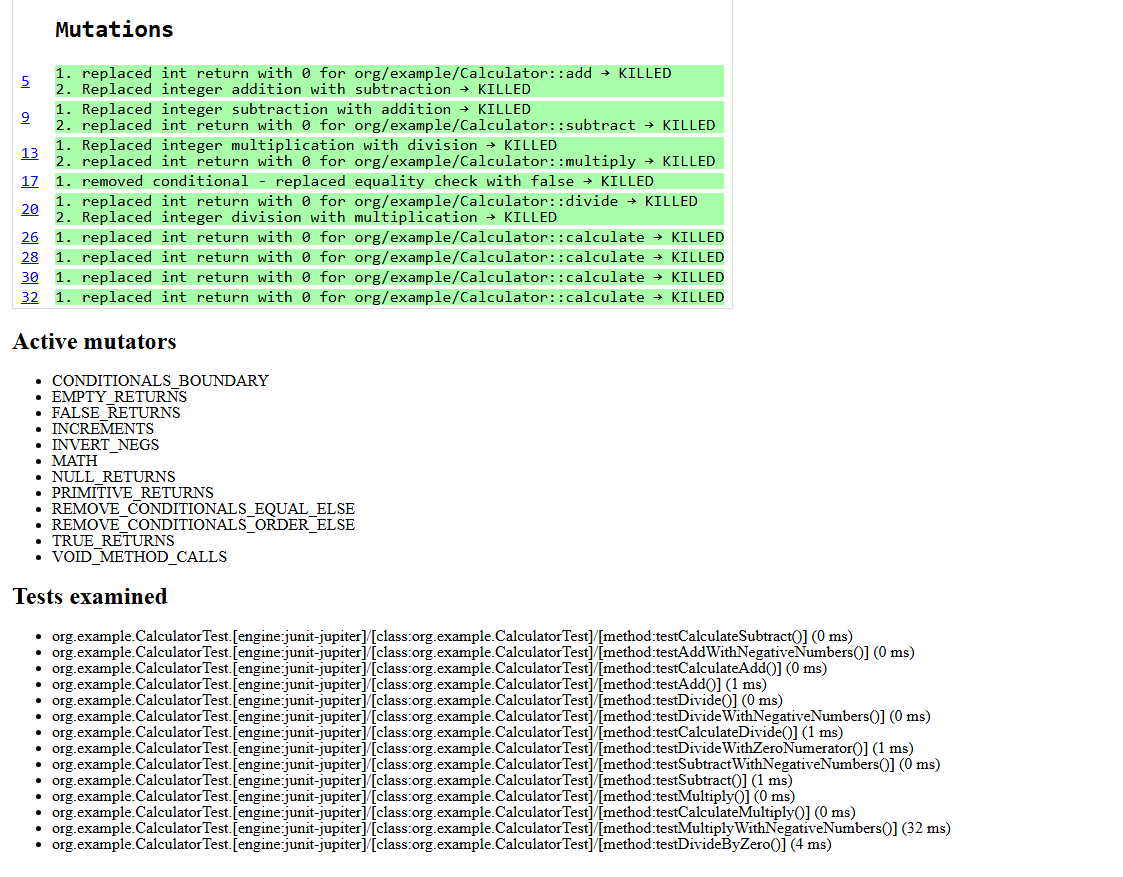 Mutations
5
1. replaced int return with 0 for org/example/Calculator::add → KILLED
2. Replaced integer addition with subtraction → KILLED
9
1. Replaced integer subtraction with addition → KILLED
2. replaced int return with 0 for org/example/Calculator::subtract → KILLED
13
1. Replaced integer multiplication with division → KILLED
2. replaced int return with 0 for org/example/Calculator::multiply → KILLED
17 1. removed conditional - replaced equality check with false → KILLED
20
1. replaced int return with 0 for org/example/Calculator::divide → KILLED
2. Replaced integer division with multiplication → KILLED
26 1. replaced int return with 0 for org/example/Calculator::calculate → KILLED
28 1. replaced int return with 0 for org/example/Calculator::calculate → KILLED
30 1. replaced int return with 0 for org/example/Calculator::calculate → KILLED
32 1. replaced int return with 0 for org/example/Calculator::calculate → KILLED
Active mutators
• CONDITIONALS_BOUNDARY
• EMPTY_RETURNS
• FALSE_RETURNS
• INCREMENTS
• INVERT_NEGS
• MATH
• NULL_RETURNS
• PRIMITIVE_RETURNS
• REMOVE_CONDITIONALS_EQUAL_ELSE
• REMOVE_CONDITIONALS_ORDER_ELSE
• TRUE_RETURNS
• VOID_METHOD_CALLS
Tests examined
• org.example.CalculatorTest.[engine:junit-jupiter]/[class:org.example.CalculatorTest]/[method:testCalculateSubtract()] (0 ms)
• org.example.CalculatorTest.[engine:junit-jupiter]/[class:org.example.CalculatorTest]/[method:testAddWithNegativeNumbers()] (0 ms)
• org.example.CalculatorTest.[engine:junit-jupiter]/[class:org.example.CalculatorTest]/[method:testCalculateAdd()] (0 ms)
• org.example.CalculatorTest.[engine:junit-jupiter]/[class:org.example.CalculatorTest]/[method:testAdd()] (1 ms)
• org.example.CalculatorTest.[engine:junit-jupiter]/[class:org.example.CalculatorTest]/[method:testDivide()] (0 ms)
• org.example.CalculatorTest.[engine:junit-jupiter]/[class:org.example.CalculatorTest]/[method:testDivideWithNegativeNumbers()] (0 ms)
• org.example.CalculatorTest.[engine:junit-jupiter]/[class:org.example.CalculatorTest]/[method:testCalculateDivide()] (1 ms)
• org.example.CalculatorTest.[engine:junit-jupiter]/[class:org.example.CalculatorTest]/[method:testDivideWithZeroNumerator()] (1 ms)
• org.example.CalculatorTest.[engine:junit-jupiter]/[class:org.example.CalculatorTest]/[method:testSubtractWithNegativeNumbers()] (0 ms)
• org.example.CalculatorTest.[engine:junit-jupiter]/[class:org.example.CalculatorTest]/[method:testSubtract()] (1 ms)
• org.example.CalculatorTest.[engine:junit-jupiter]/[class:org.example.CalculatorTest]/[method:testMultiply()] (0 ms)
• org.example.CalculatorTest.[engine:junit-jupiter]/[class:org.example.CalculatorTest]/[method:testCalculateMultiply()] (0 ms)
• org.example.CalculatorTest.[engine:junit-jupiter]/[class:org.example.CalculatorTest]/[method:testMultiplyWithNegativeNumbers()] (32 ms)
• org.example.CalculatorTest.[engine:junit-jupiter]/[class:org.example.CalculatorTest]/[method:testDivideByZero()] (4 ms)